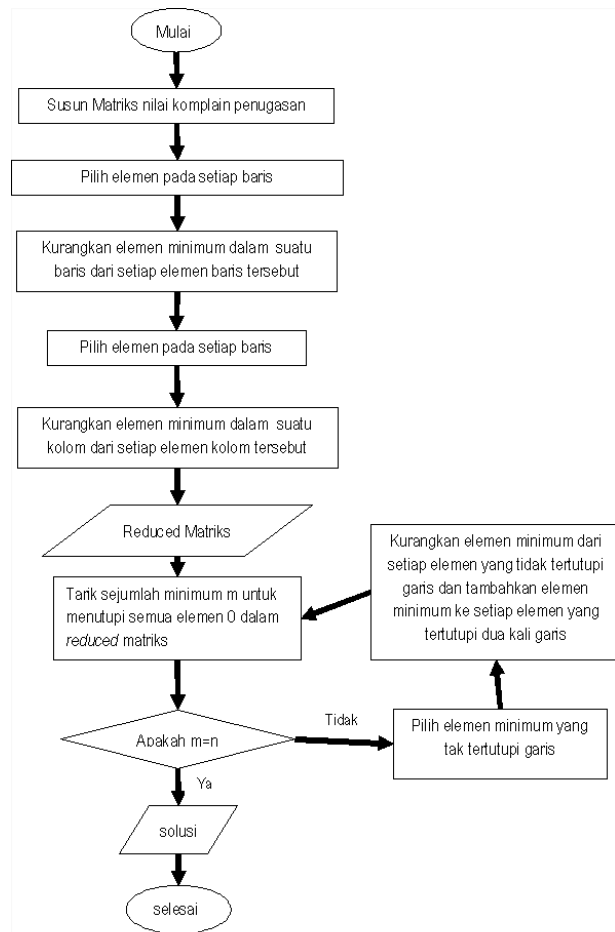 Mulai
Susun Matriks nilai komplain penugasan
Pilih elemen pada setiap baris
Kurangkan elemen minimum dalam suatu
baris dari setiap elemen baris tersebut
Pilih elemen pada setiap baris
Kurangkan elemen minimum dalam suatu
kolom dari setiap elemen kolom tersebut
Reduced Matriks
Tarik sejumlah minimum m untuk
menutupi semua elemen 0 dalam
reduced matriks
Apakah m=n
Tidak
Pilih elemen minimum yang
tak tertutupi garis
Kurangkan elemen minimum dari
setiap elemen yang tidak tertutupi
garis dan tambahkan elemen
minimum ke setiap elemen yang
tertutupi dua kali garis
Ya
solusi
selesai